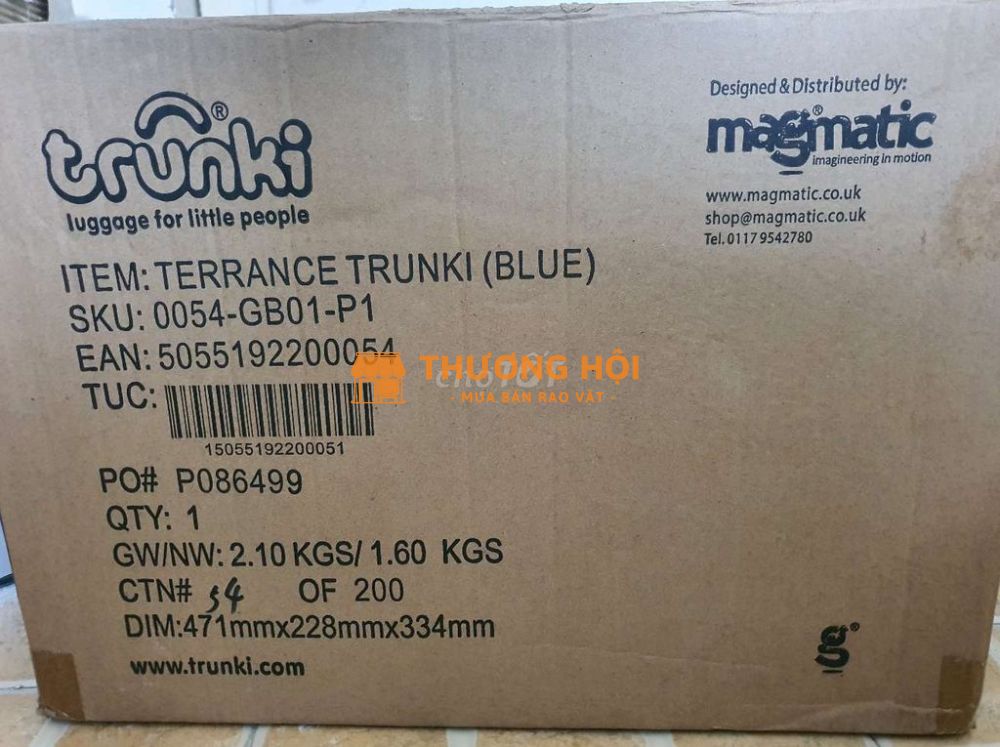 trunki®
luggage for little people
Designed & Distributed by:
magmatic®
imagineering in motion
www.magmatic.co.uk
shop@magmatic.co.uk
Tel. 0117 9542780
ITEM: TERRANCE TRUNKI (BLUE)
SKU: 0054-GB01-P1
EAN: 5055192200054
THƯƠNG HỘI
- MUA BÁN RAO VẶT -
TUC:
15055192200051
PO# P086499
QTY: 1
GW/NW: 2.10 KGS/ 1.60 KGS
CTN# 54 OF 200
DIM:471mmx228mmx334mm
www.trunki.com